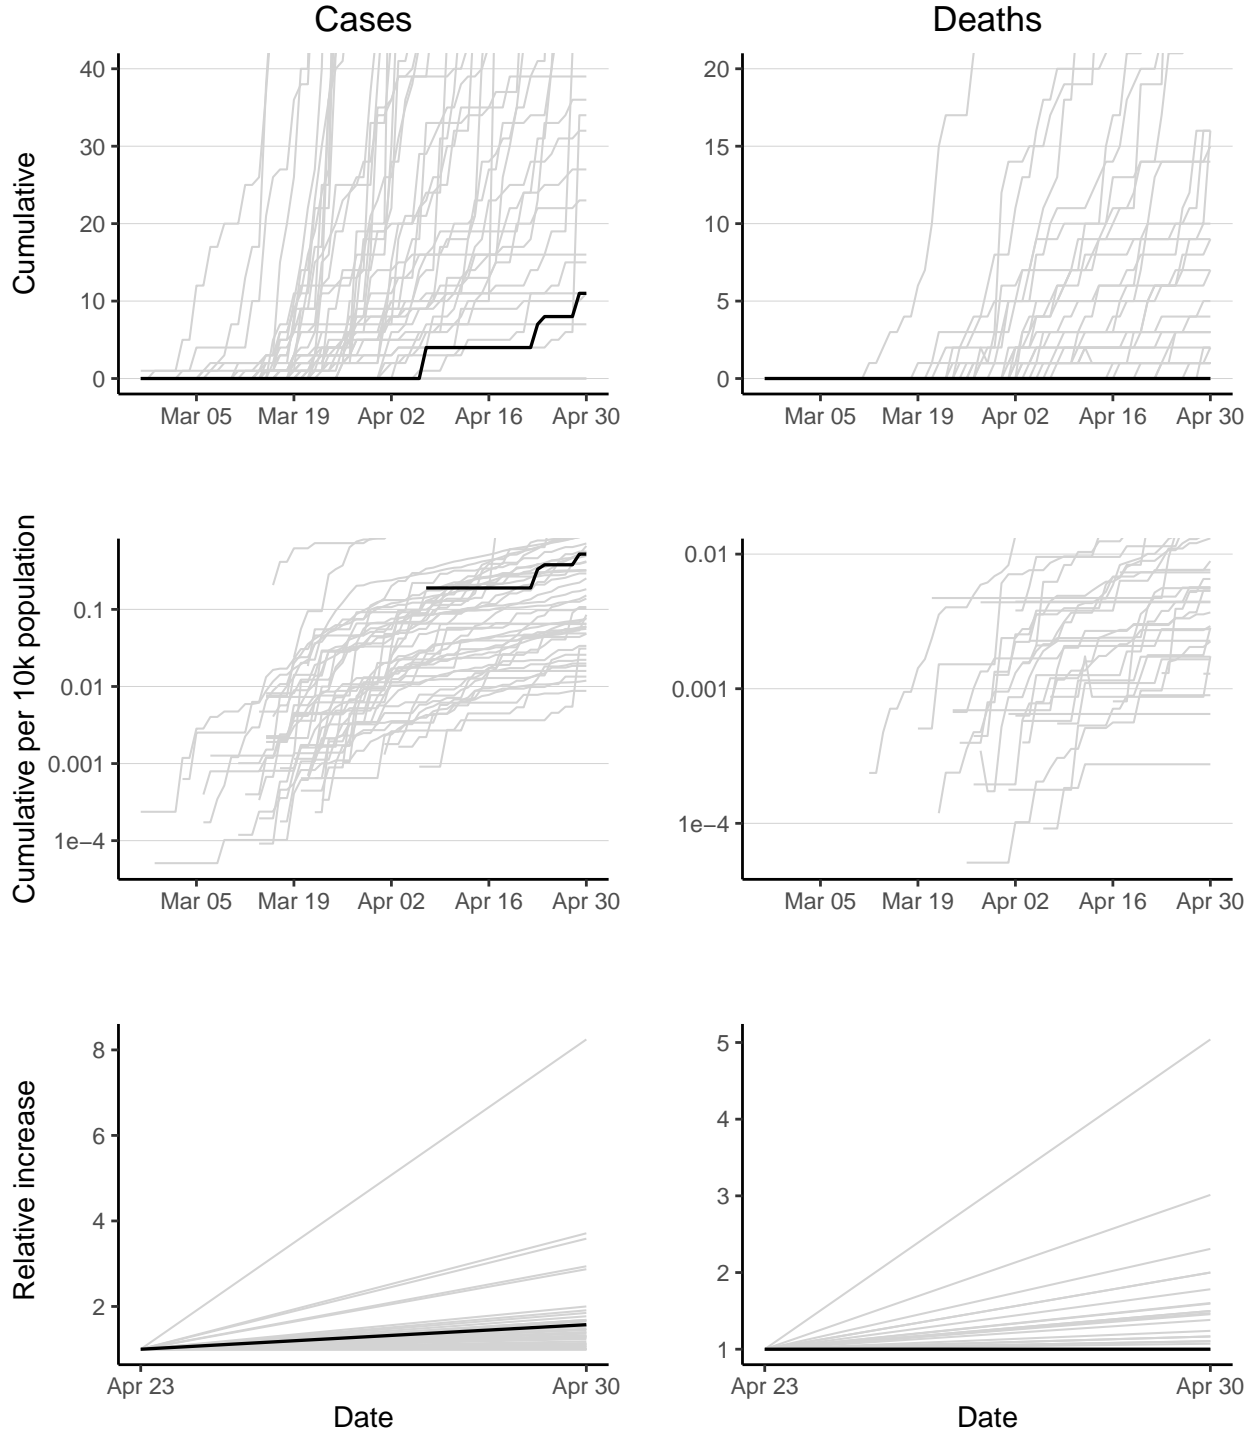 Cases
Deaths
Cumulative
40
30
20
10
0
Mar 05 Mar 19 Apr 02 Apr 16 Apr 30
20
15
10
5
0
Mar 05 Mar 19 Apr 02 Apr 16 Apr 30
Cumulative per 10k population
0.1
0.01
0.001
1e−4
Mar 05 Mar 19 Apr 02 Apr 16 Apr 30
0.01
0.001
1e−4
Mar 05 Mar 19 Apr 02 Apr 16 Apr 30
Relative increase
8
6
4
2
Apr 23 Apr 30
Date
5
4
3
2
1
Apr 23 Apr 30
Date